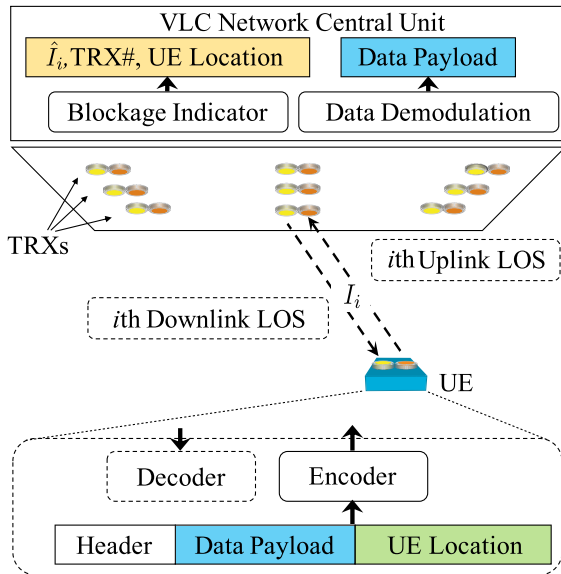 VLC Network Central Unit
Î_i, TRX#, UE Location
Data Payload
Blockage Indicator
Data Demodulation
TRXs
ith Uplink LOS
I_i
ith Downlink LOS
UE
Decoder
Encoder
Header
Data Payload
UE Location